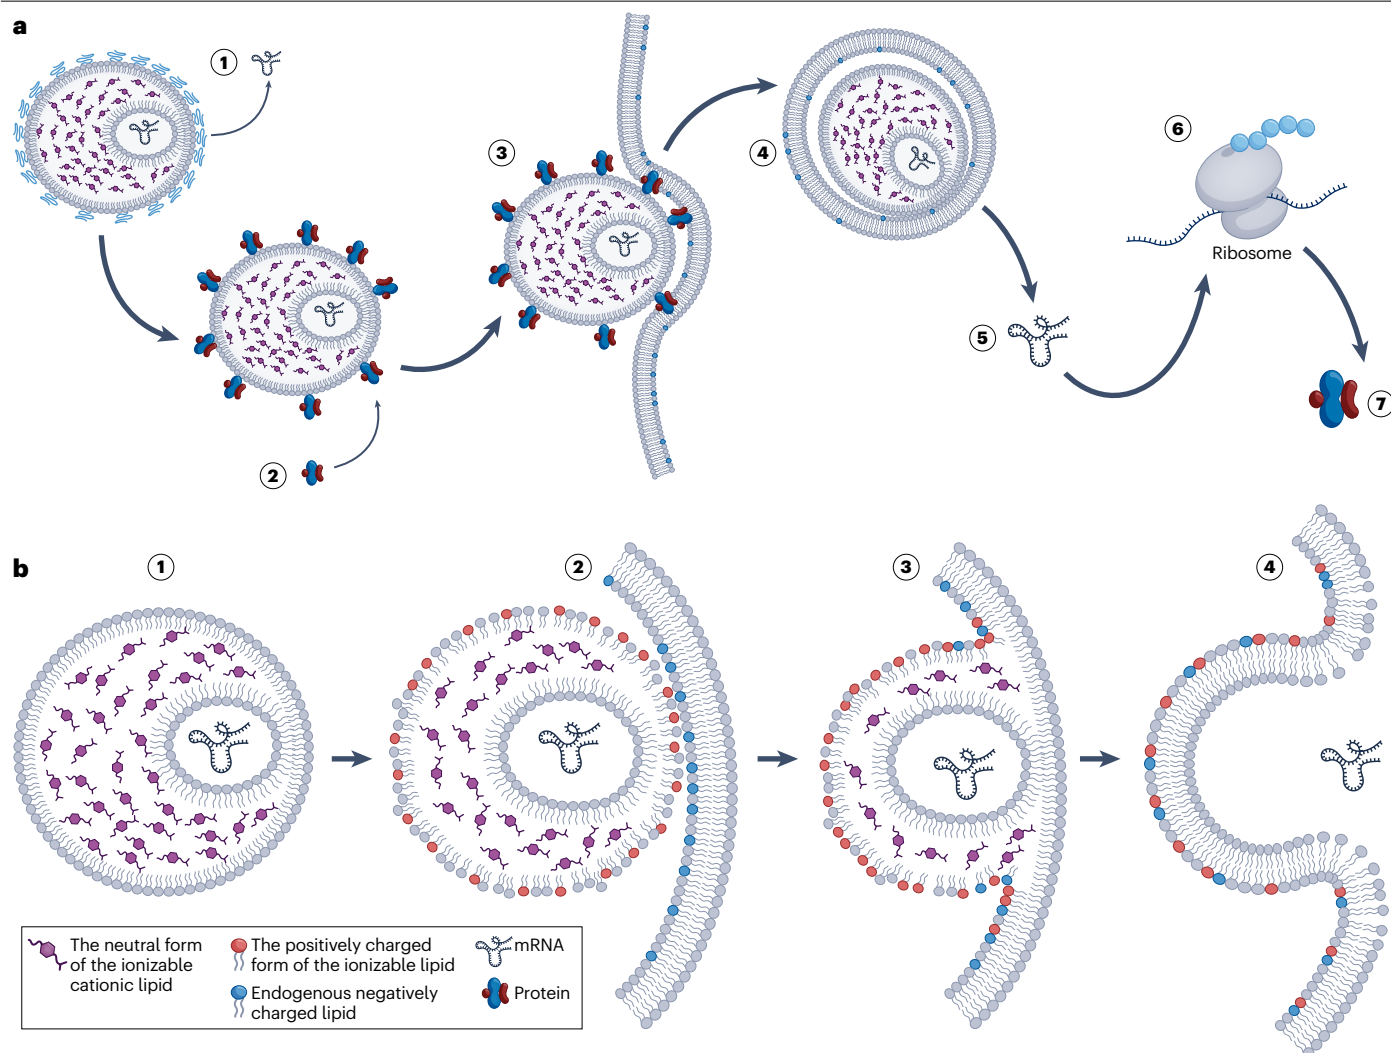 a
1
2
3
4
5
6
Ribosome
7
b
1
2
3
4
The neutral form
of the ionizable
cationic lipid
The positively charged
form of the ionizable lipid
Endogenous negatively
charged lipid
mRNA
Protein